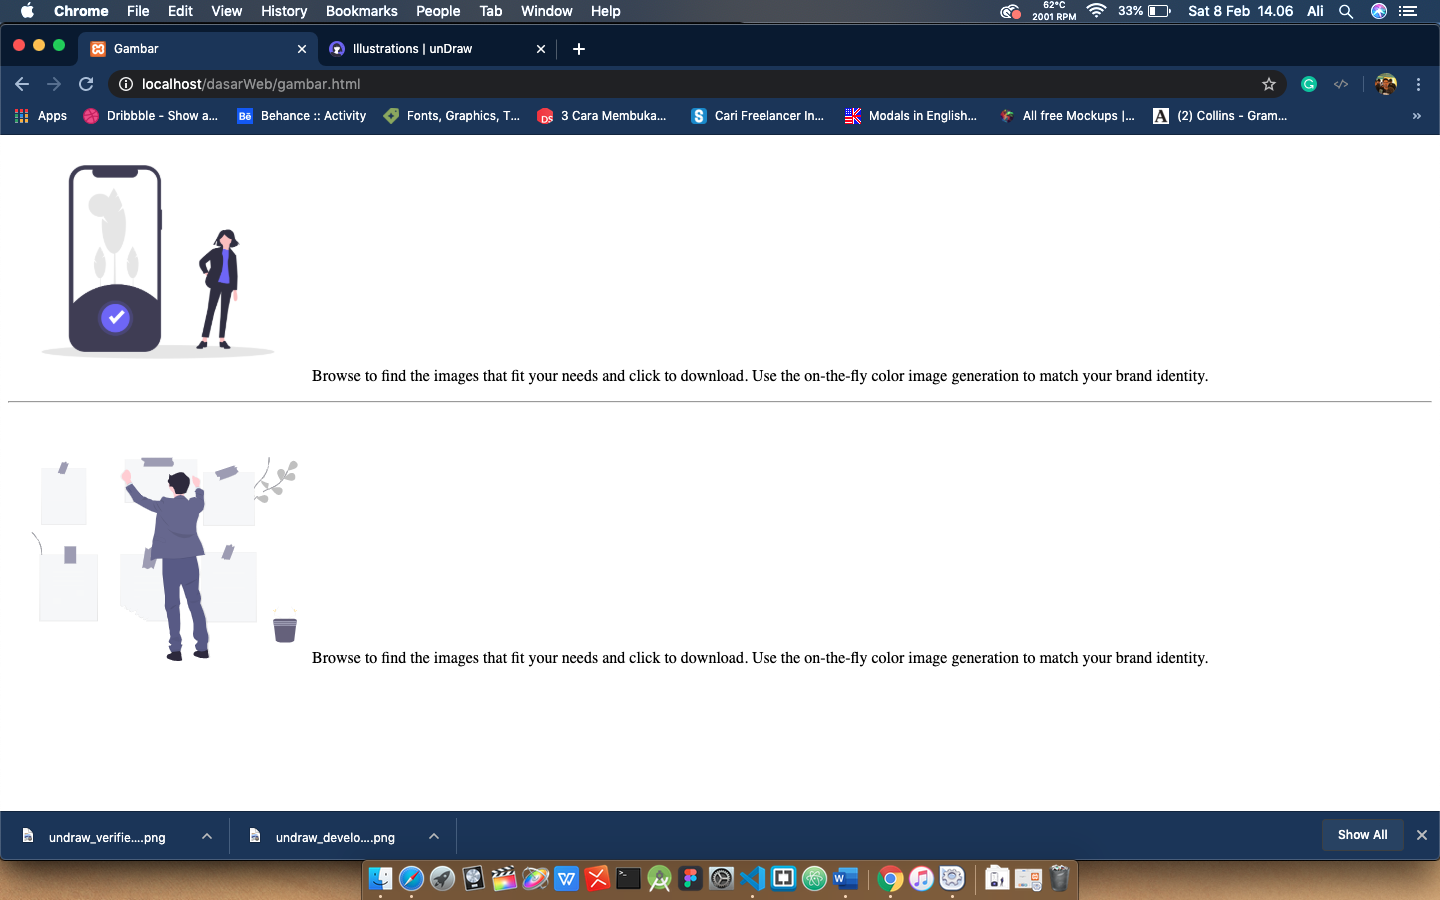 Chrome File Edit View History Bookmarks People Tab Window Help 62°C 2001 RPM 33% Sat 8 Feb 14.06 Ali
Gambar Illustrations | unDraw
localhost/dasarWeb/gambar.html
Apps Dribbble - Show a... Bē Behance :: Activity Fonts, Graphics, T... DS 3 Cara Membuka... S Cari Freelancer In... Modals in English... All free Mockups |... A (2) Collins - Gram...
Browse to find the images that fit your needs and click to download. Use the on-the-fly color image generation to match your brand identity.
Browse to find the images that fit your needs and click to download. Use the on-the-fly color image generation to match your brand identity.
undraw_verifie....png undraw_develo....png Show All